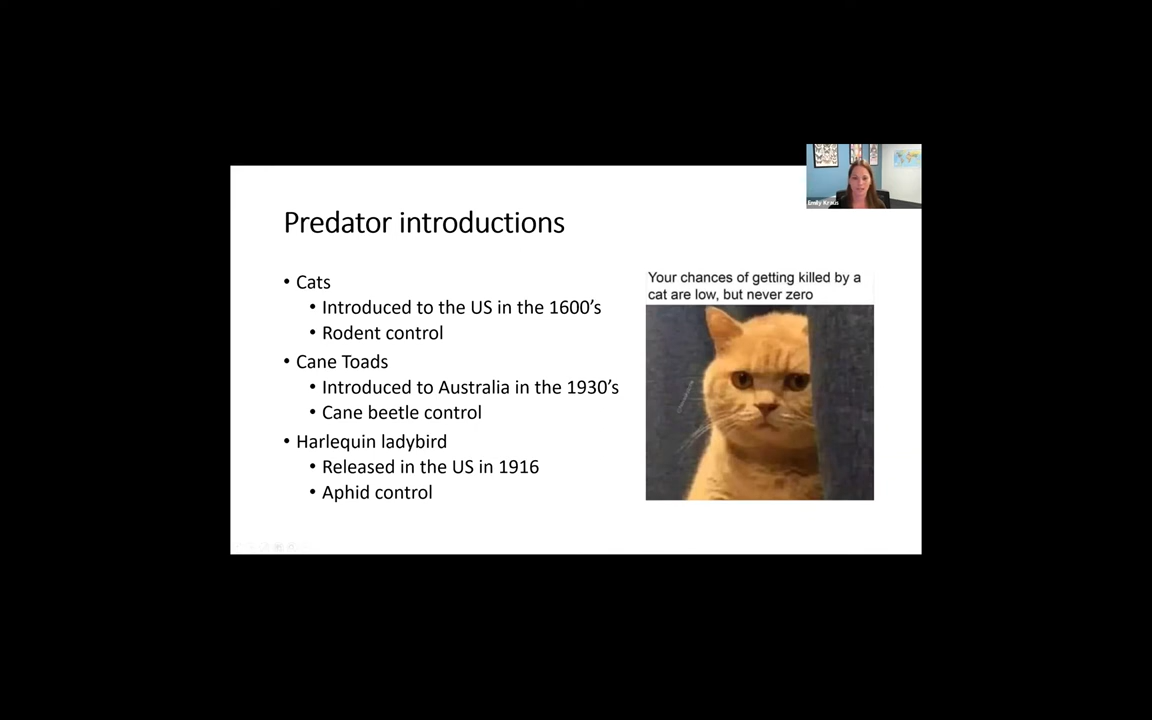 Emily Kraus
Predator introductions
• Cats
• Introduced to the US in the 1600’s
• Rodent control
• Cane Toads
• Introduced to Australia in the 1930’s
• Cane beetle control
• Harlequin ladybird
• Released in the US in 1916
• Aphid control
Your chances of getting killed by a
cat are low, but never zero